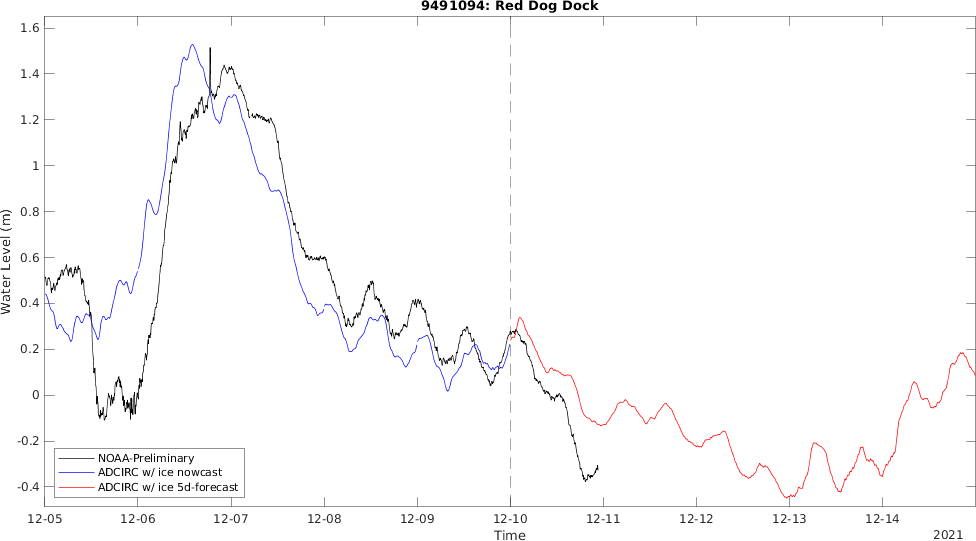 9491094: Red Dog Dock
1.6
1.4
1.2
1
0.8
0.6
0.4
0.2
0
-0.2
-0.4
Water Level (m)
NOAA-Preliminary
ADCIRC w/ ice nowcast
ADCIRC w/ ice 5d-forecast
12-05 12-06 12-07 12-08 12-09 12-10 12-11 12-12 12-13 12-14
Time
2021